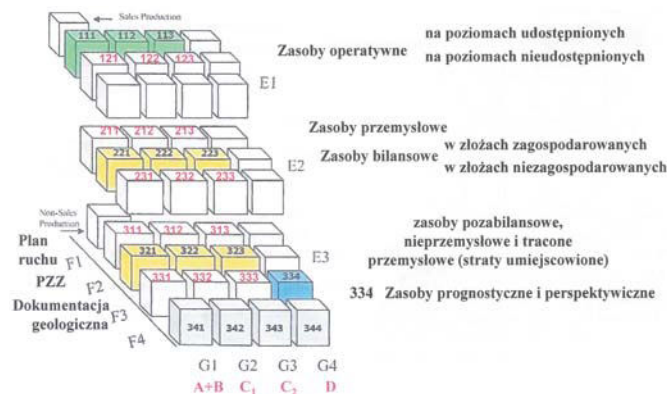 Sales Production
111 112 113
121 122 123
E1
Zasoby operatywne
na poziomach udostępnionych
na poziomach nieudostępnionych
211 212 213
221 222 223
231 232 233
E2
Zasoby przemysłowe
Zasoby bilansowe
w złożach zagospodarowanych
w złożach niezagospodarowanych
Non-Sales
Production
311 312 313
321 322 323
331 332 333 334
341 342 343 344
E3
zasoby pozabilansowe,
nieprzemysłowe i tracone
przemysłowe (straty umiejscowione)
334 Zasoby prognostyczne i perspektywiczne
Plan
ruchu
F1
PZZ
F2
Dokumentacja
geologiczna
F3
F4
G1 G2 G3 G4
A+B C₁ C₂ D